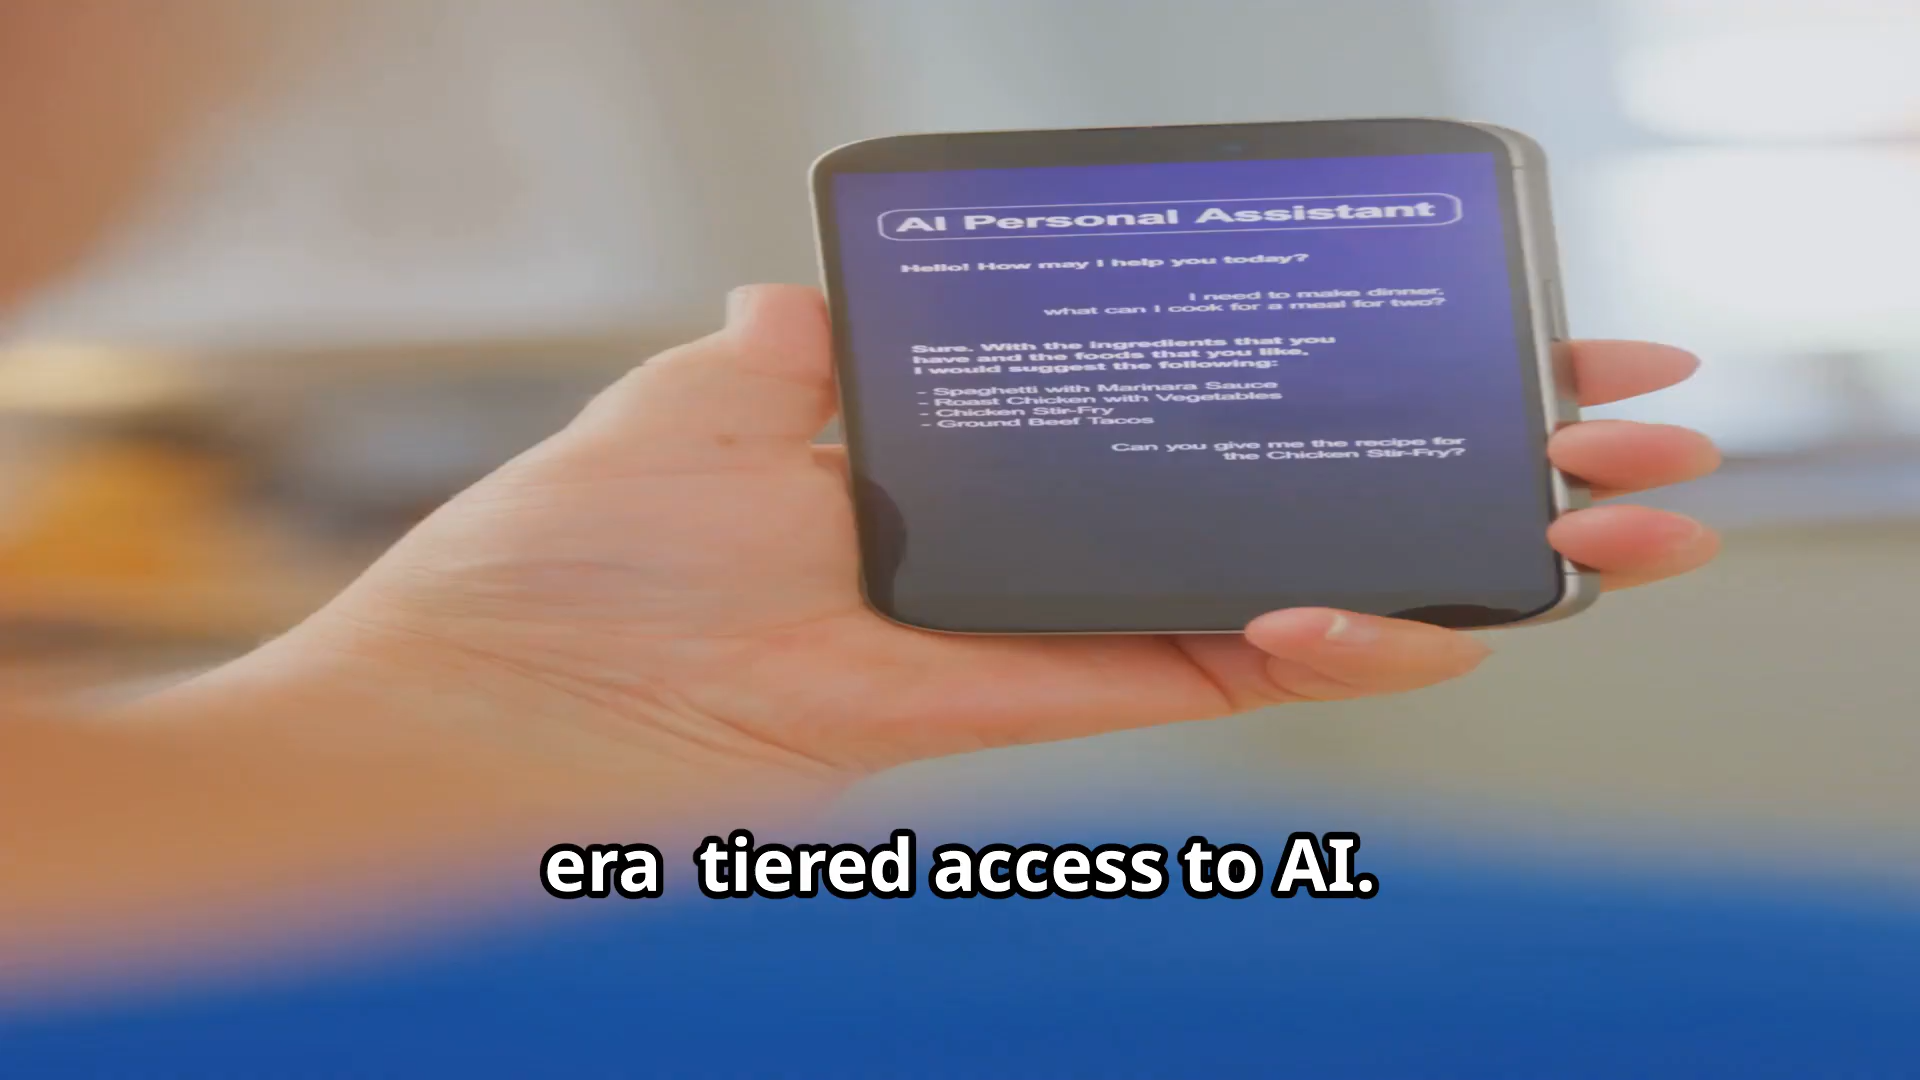 AI Personal Assistant
Hello! How may I help you today?
I need to make dinner,
what can I cook for a meal for two?
Sure. With the ingredients that you
have and the foods that you like,
I would suggest the following:
- Spaghetti with Marinara Sauce
- Roast Chicken with Vegetables
- Chicken Stir-Fry
- Ground Beef Tacos
Can you give me the recipe for
the Chicken Stir-Fry?
era  tiered access to AI.